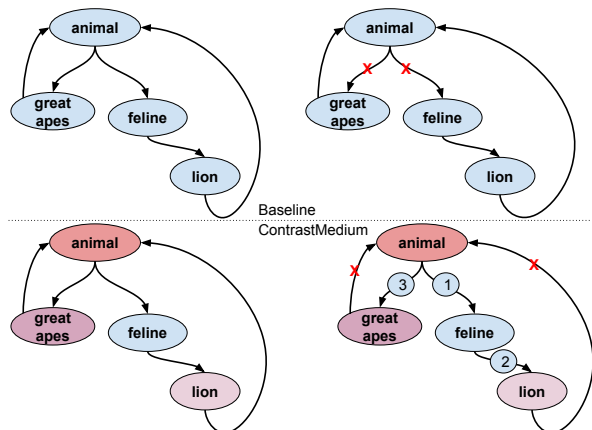 animal
animal
x
x
great
apes
feline
great
apes
feline
lion
lion
Baseline
ContrastMedium
animal
animal
x
x
3
1
great
apes
feline
great
apes
feline
2
lion
lion